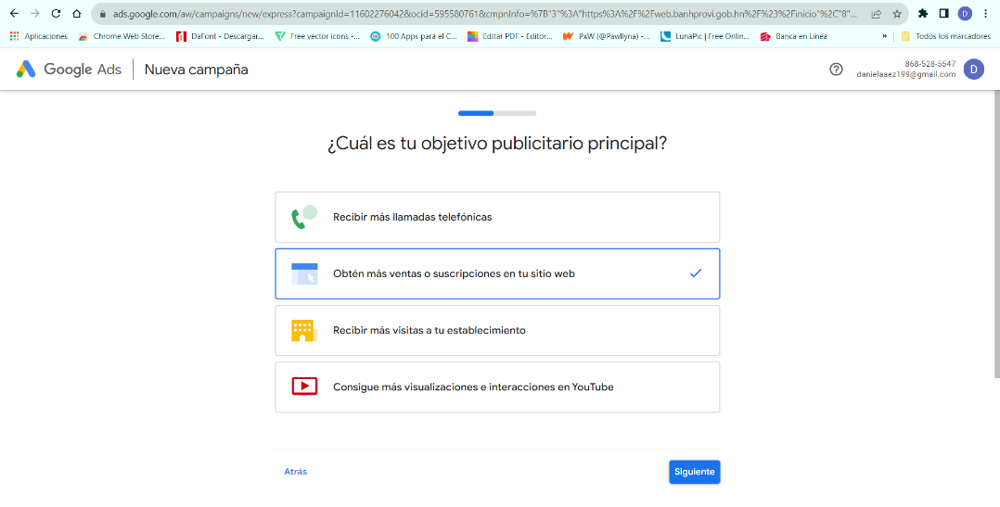 ads.google.com/aw/campaigns/new/express?campaignId=11602276042&ocid=595580761&cmpnInfo=%7B"3"%3A"https%3A%2F%2Fweb.banhprovi.gob.hn%2F%23%2Finicio"%2C"8"...
D
Aplicaciones
Chrome Web Store...
DaFont - Descargar...
Free vector icons -...
100 Apps para el C...
Editar PDF - Editor...
PxW (@Pawllyna) -...
LunaPic | Free Onlin...
Banca en Línea
»
Todos los marcadores
Google Ads
Nueva campaña
868-528-5547
danielaaez199@gmail.com
D
¿Cuál es tu objetivo publicitario principal?
Recibir más llamadas telefónicas
Obtén más ventas o suscripciones en tu sitio web
Recibir más visitas a tu establecimiento
Consigue más visualizaciones e interacciones en YouTube
Atrás
Siguiente